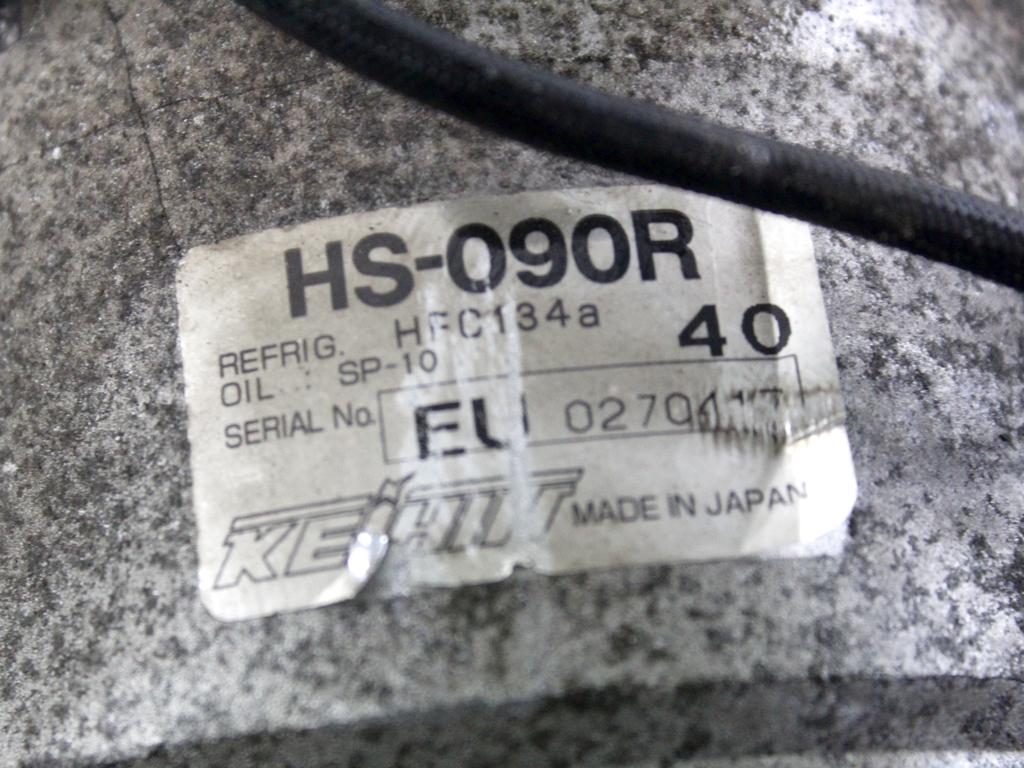 HS-090R
REFRIG. HFC134a
OIL : SP-10 40
SERIAL No. EU
KEIHIN MADE IN JAPAN